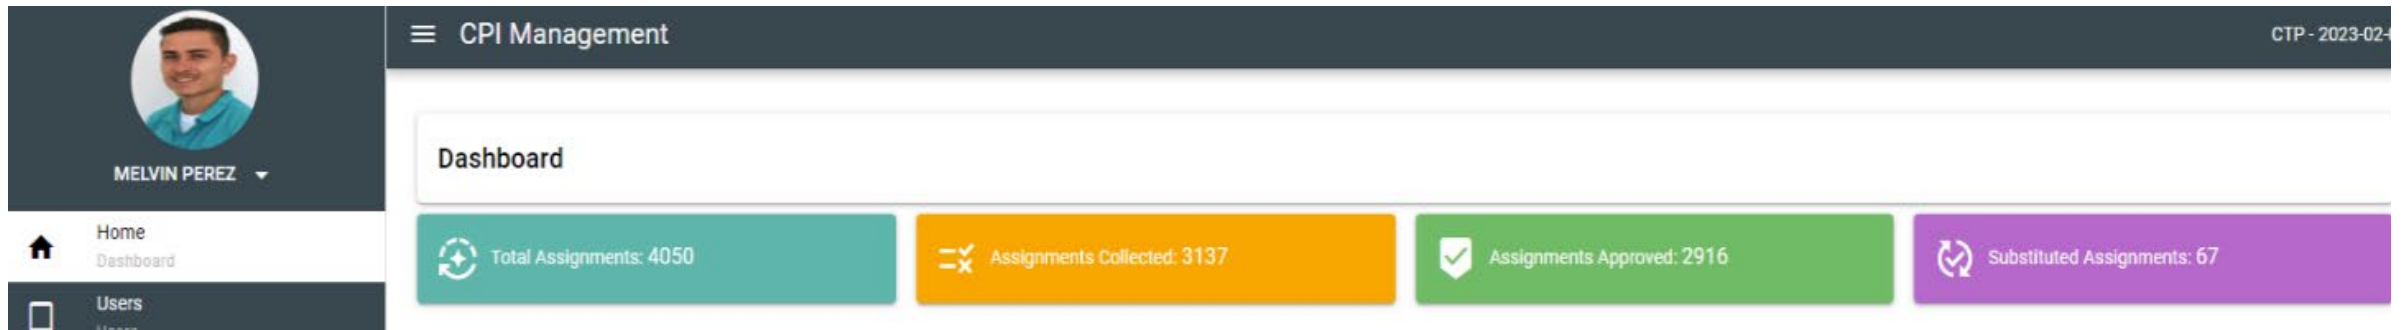 MELVIN PEREZ
Home
Dashboard
Users
CPI Management
CTP - 2023-02-
Dashboard
Total Assignments: 4050
Assignments Collected: 3137
Assignments Approved: 2916
Substituted Assignments: 67